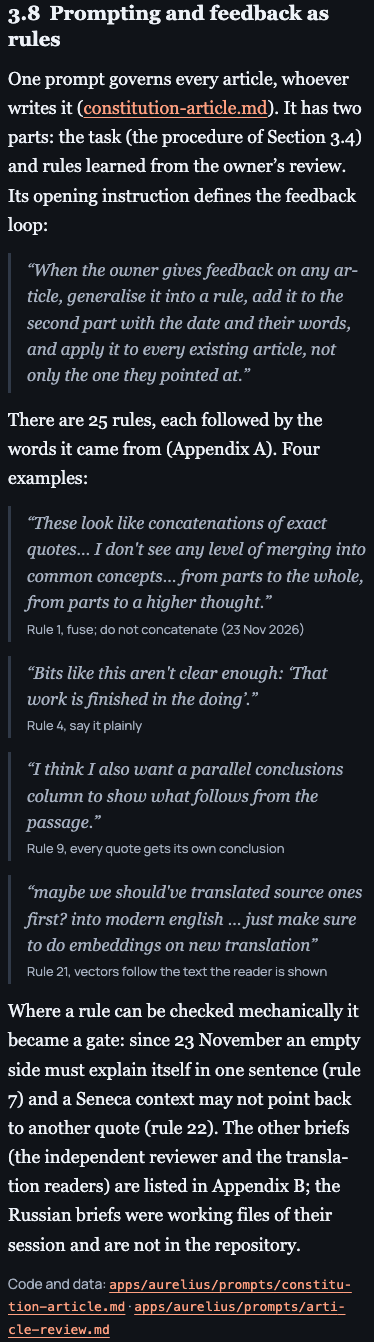 3.8 Prompting and feedback as
rules
One prompt governs every article, whoever
writes it (constitution-article.md). It has two
parts: the task (the procedure of Section 3.4)
and rules learned from the owner’s review.
Its opening instruction defines the feedback
loop:
“When the owner gives feedback on any ar-
ticle, generalise it into a rule, add it to the
second part with the date and their words,
and apply it to every existing article, not
only the one they pointed at.”
There are 25 rules, each followed by the
words it came from (Appendix A). Four
examples:
“These look like concatenations of exact
quotes... I don't see any level of merging into
common concepts... from parts to the whole,
from parts to a higher thought.”
Rule 1, fuse; do not concatenate (23 Nov 2026)
“Bits like this aren't clear enough: ‘That
work is finished in the doing’.”
Rule 4, say it plainly
“I think I also want a parallel conclusions
column to show what follows from the
passage.”
Rule 9, every quote gets its own conclusion
“maybe we should've translated source ones
first? into modern english ... just make sure
to do embeddings on new translation”
Rule 21, vectors follow the text the reader is shown
Where a rule can be checked mechanically it
became a gate: since 23 November an empty
side must explain itself in one sentence (rule
7) and a Seneca context may not point back
to another quote (rule 22). The other briefs
(the independent reviewer and the transla-
tion readers) are listed in Appendix B; the
Russian briefs were working files of their
session and are not in the repository.
Code and data: apps/aurelius/prompts/constitu-
tion-article.md · apps/aurelius/prompts/arti-
cle-review.md